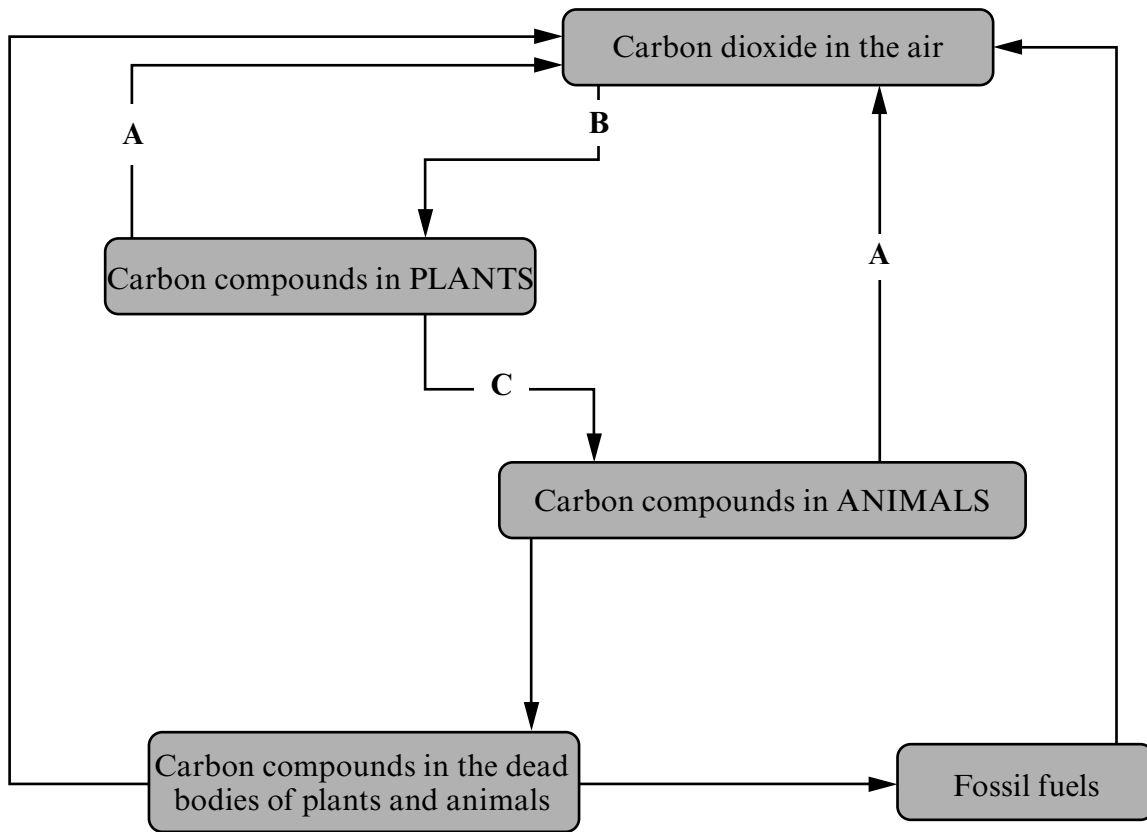 Carbon dioxide in the air
A
B
Carbon compounds in PLANTS
A
C
Carbon compounds in ANIMALS
Carbon compounds in the dead
bodies of plants and animals
Fossil fuels